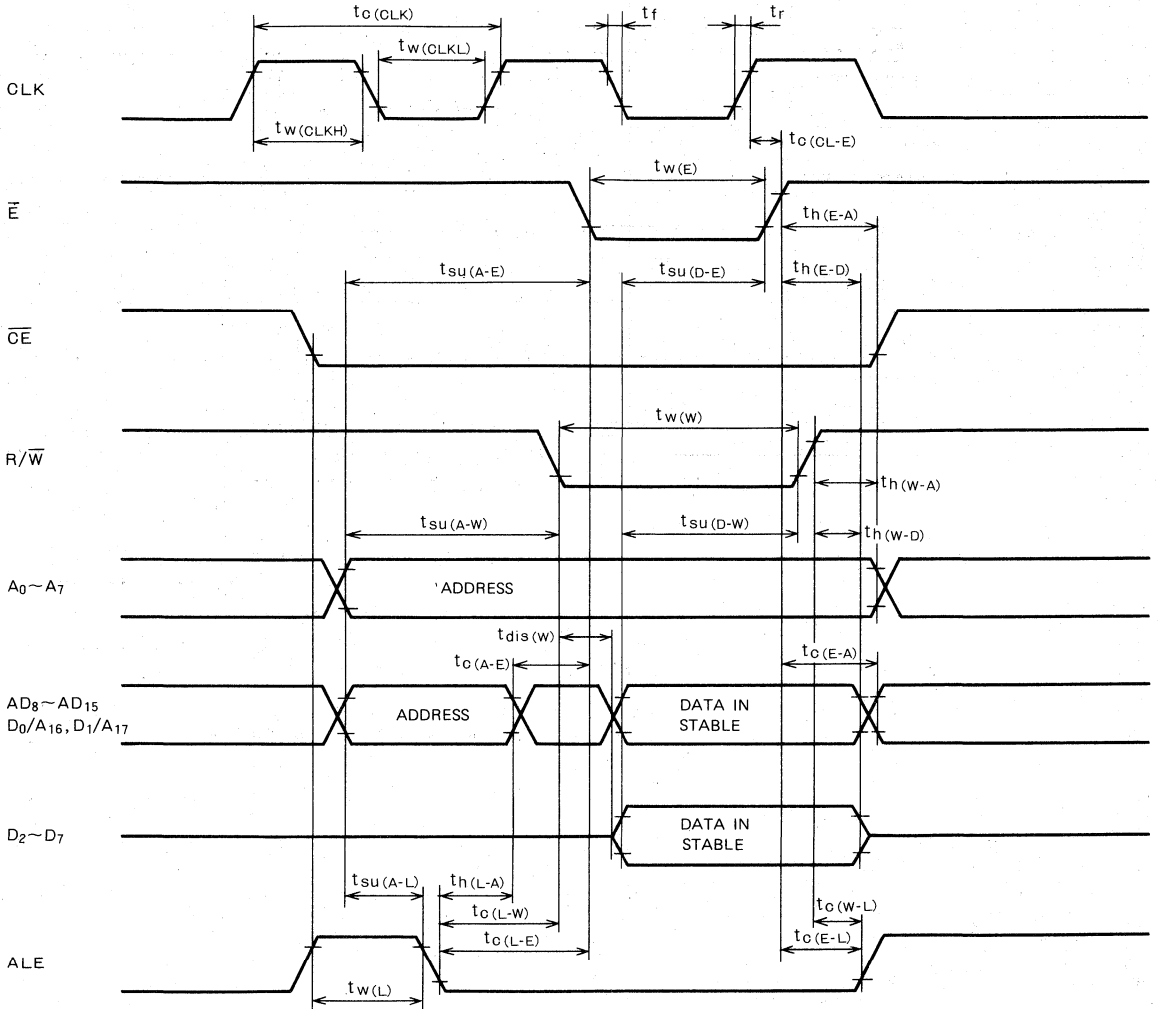 tc(CLK)
tf
tr
tw(CLKL)
CLK
tw(CLKH)
tc(CL-E)
tw(E)
E̅
th(E-A)
tsu(A-E)
tsu(D-E)
th(E-D)
C̅E̅
tw(W)
R/W̅
th(W-A)
tsu(A-W)
tsu(D-W)
th(W-D)
A0~A7
ADDRESS
tdis(W)
tc(A-E)
tc(E-A)
AD8~AD15
D0/A16, D1/A17
ADDRESS
DATA IN
STABLE
D2~D7
DATA IN
STABLE
tsu(A-L)
th(L-A)
tc(L-W)
tc(W-L)
tc(L-E)
tc(E-L)
ALE
tw(L)